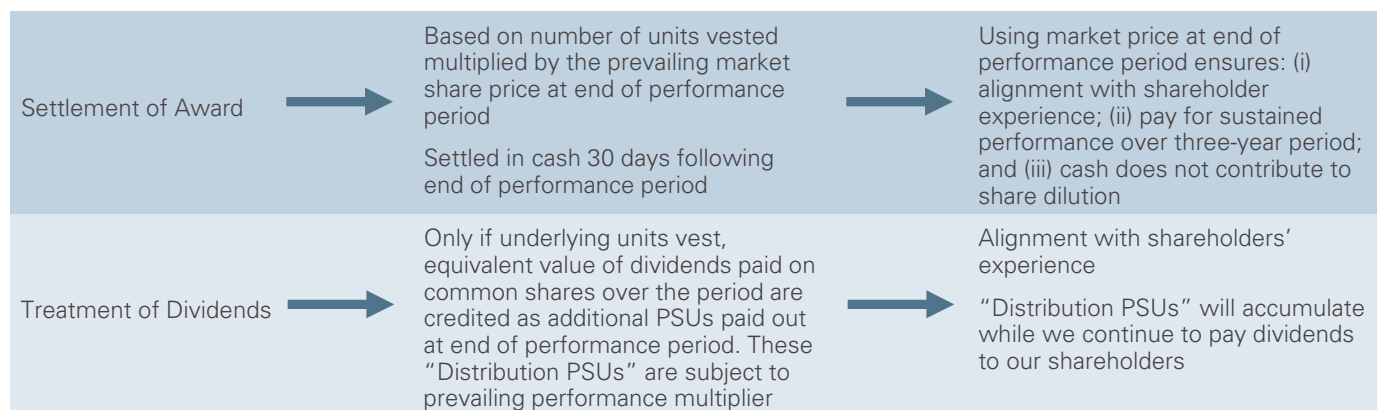 Settlement of Award
Based on number of units vested
multiplied by the prevailing market
share price at end of performance
period
Settled in cash 30 days following
end of performance period
Using market price at end of
performance period ensures: (i)
alignment with shareholder
experience; (ii) pay for sustained
performance over three-year period;
and (iii) cash does not contribute to
share dilution
Treatment of Dividends
Only if underlying units vest,
equivalent value of dividends paid on
common shares over the period are
credited as additional PSUs paid out
at end of performance period. These
“Distribution PSUs” are subject to
prevailing performance multiplier
Alignment with shareholders’
experience
“Distribution PSUs” will accumulate
while we continue to pay dividends
to our shareholders